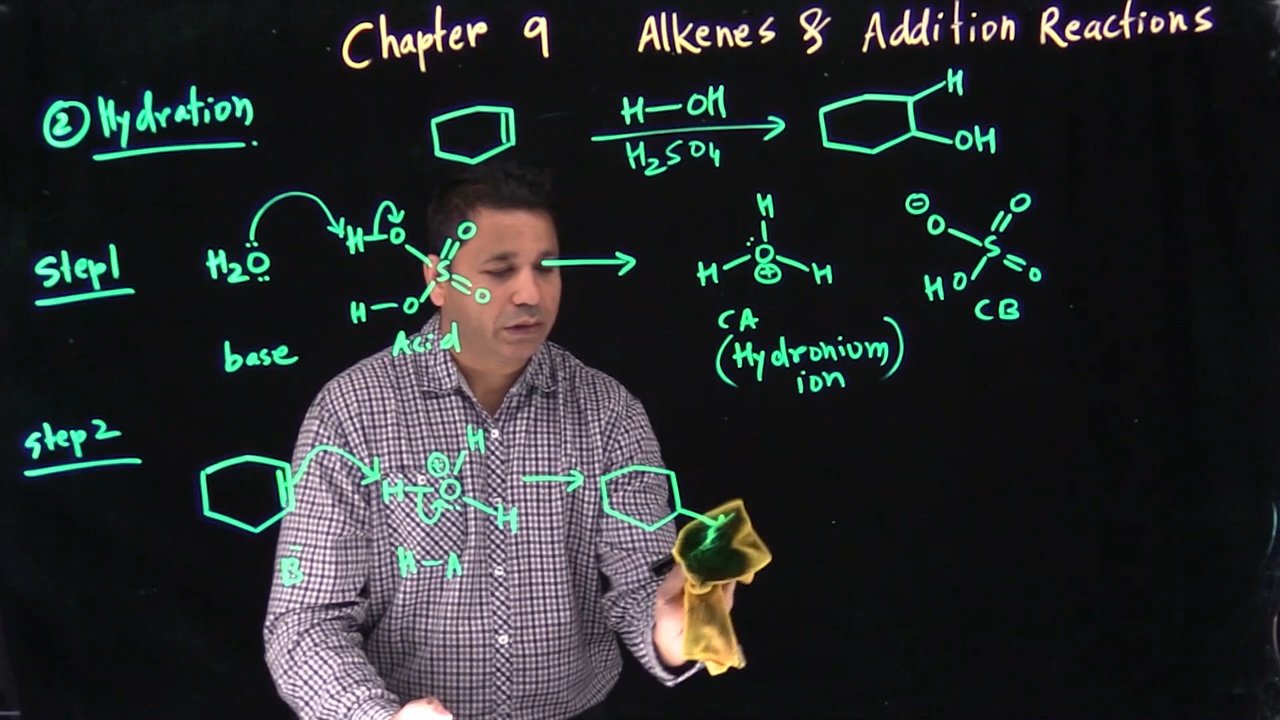 Chapter 9 Alkenes & Addition Reactions
② Hydration H—OH
H₂SO₄
H
OH
Step1 H₂O H—O S O O H—O
H O ⊕ H H
⊖ O S O O HO
base Acid
CA
(Hydronium ion)
CB
Step2 H—O ⊕ H H
B̄ H—A